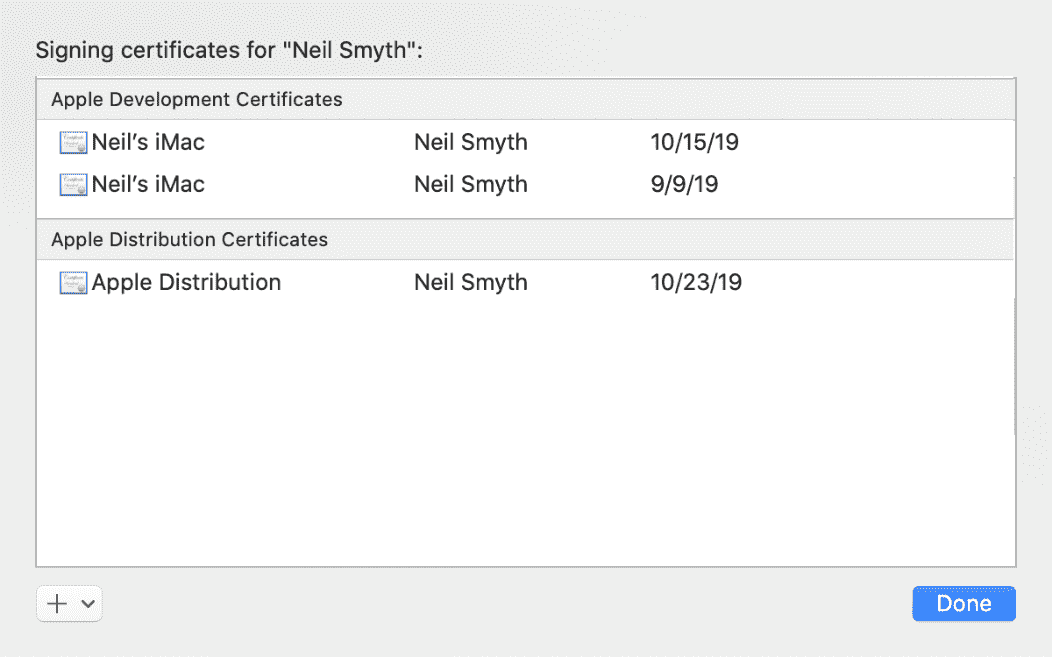 Signing certificates for "Neil Smyth":
Apple Development Certificates
Neil’s iMac Neil Smyth 10/15/19
Neil’s iMac Neil Smyth 9/9/19
Apple Distribution Certificates
Apple Distribution Neil Smyth 10/23/19
Done